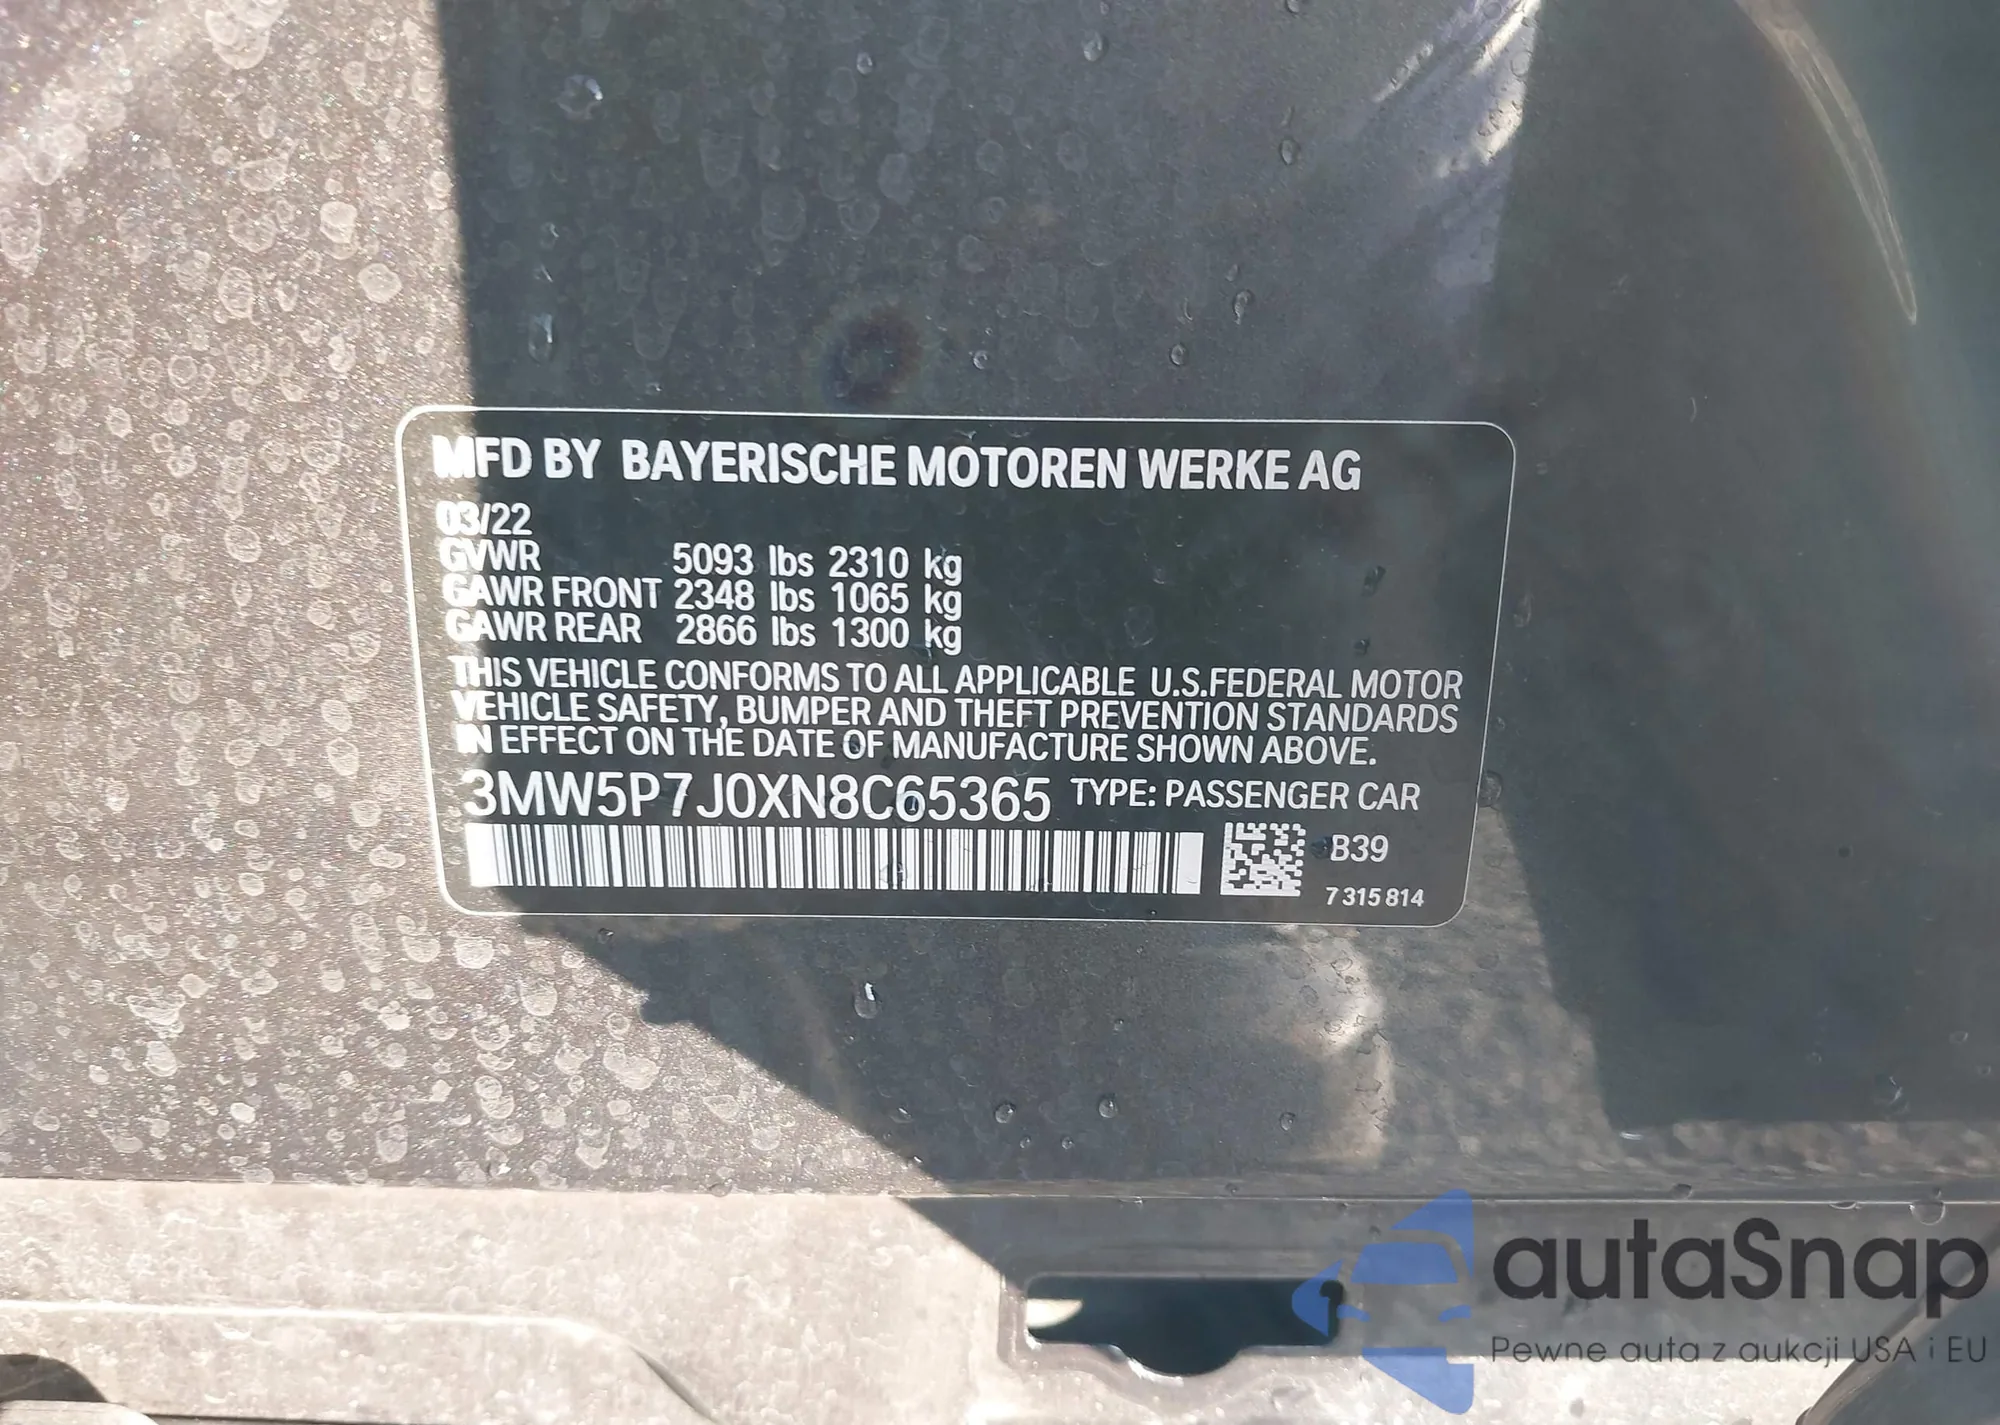 MFD BY BAYERISCHE MOTOREN WERKE AG
03/22
GVWR 5093 lbs 2310 kg
GAWR FRONT 2348 lbs 1065 kg
GAWR REAR 2866 lbs 1300 kg
THIS VEHICLE CONFORMS TO ALL APPLICABLE U.S.FEDERAL MOTOR
VEHICLE SAFETY, BUMPER AND THEFT PREVENTION STANDARDS
IN EFFECT ON THE DATE OF MANUFACTURE SHOWN ABOVE.
3MW5P7J0XN8C65365 TYPE: PASSENGER CAR
B39
7 315 814
autaSnap
Pewne auta z aukcji USA i EU